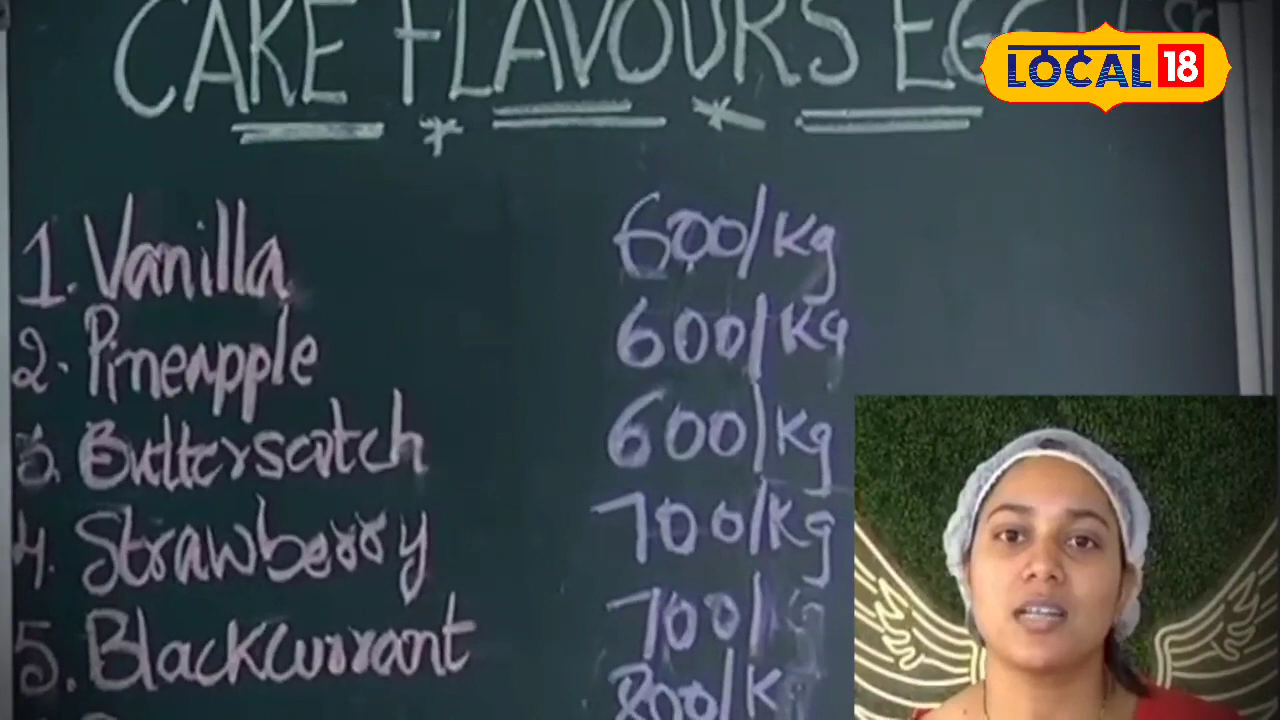 CAKE FLAVOURS
LOCAL 18
1. Vanilla 600/Kg
2. Pineapple 600/Kg
3. Butterscotch 600/Kg
4. Strawberry 700/Kg
5. Blackcurrant 700/Kg
800/K